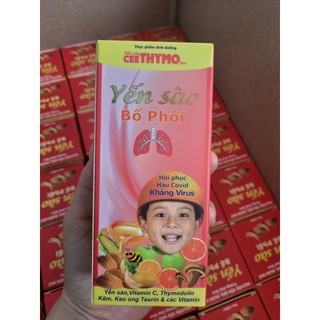 Thực phẩm dinh dưỡng
CEETHYMO
Yến sào
Bổ Phổi
Hồi phục
Hậu Covid
Kháng Virus
Yến sào,Vitamin C, Thymodulin
Kẽm, Keo ong Taurin & các Vitamin